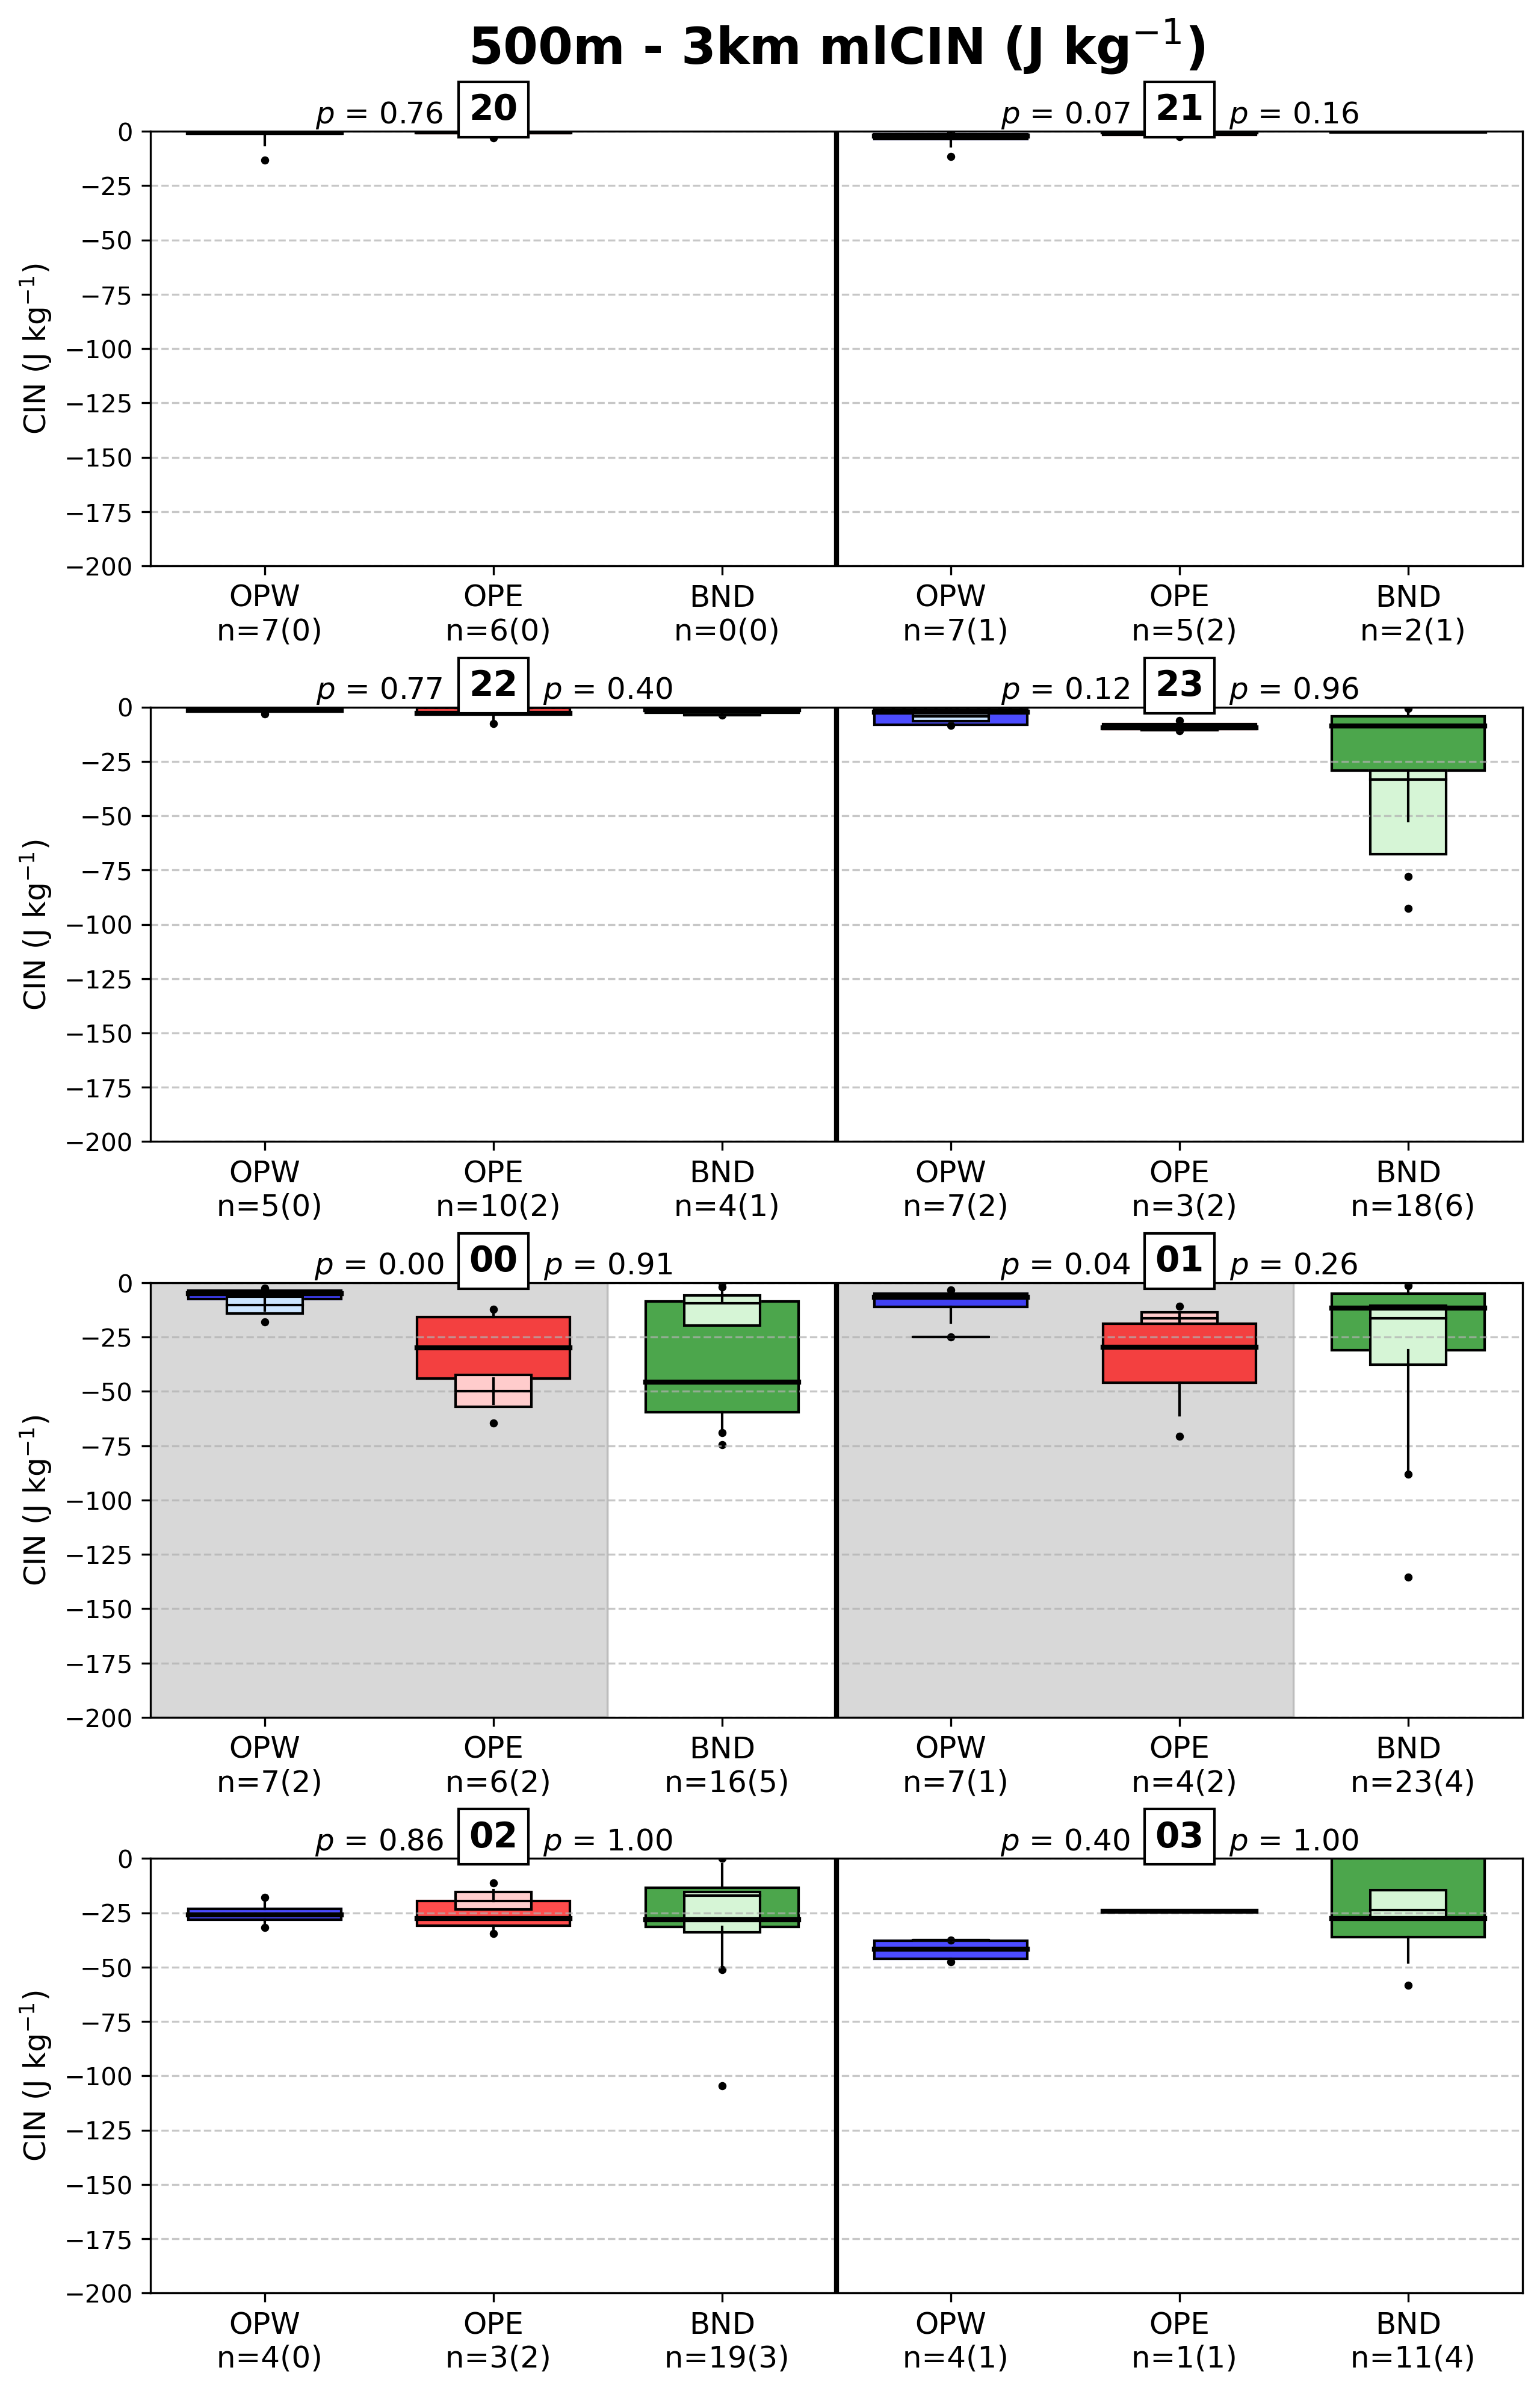 500m - 3km mlCIN (J kg⁻¹)
p = 0.76 20
p = 0.07 21 p = 0.16
0
−25
−50
−75
−100
−125
−150
−175
−200
CIN (J kg⁻¹)
OPW OPE BND OPW OPE BND
n=7(0) n=6(0) n=0(0) n=7(1) n=5(2) n=2(1)
p = 0.77 22 p = 0.40
p = 0.12 23 p = 0.96
0
−25
−50
−75
−100
−125
−150
−175
−200
CIN (J kg⁻¹)
OPW OPE BND OPW OPE BND
n=5(0) n=10(2) n=4(1) n=7(2) n=3(2) n=18(6)
p = 0.00 00 p = 0.91
p = 0.04 01 p = 0.26
0
−25
−50
−75
−100
−125
−150
−175
−200
CIN (J kg⁻¹)
OPW OPE BND OPW OPE BND
n=7(2) n=6(2) n=16(5) n=7(1) n=4(2) n=23(4)
p = 0.86 02 p = 1.00
p = 0.40 03 p = 1.00
0
−25
−50
−75
−100
−125
−150
−175
−200
CIN (J kg⁻¹)
OPW OPE BND OPW OPE BND
n=4(0) n=3(2) n=19(3) n=4(1) n=1(1) n=11(4)